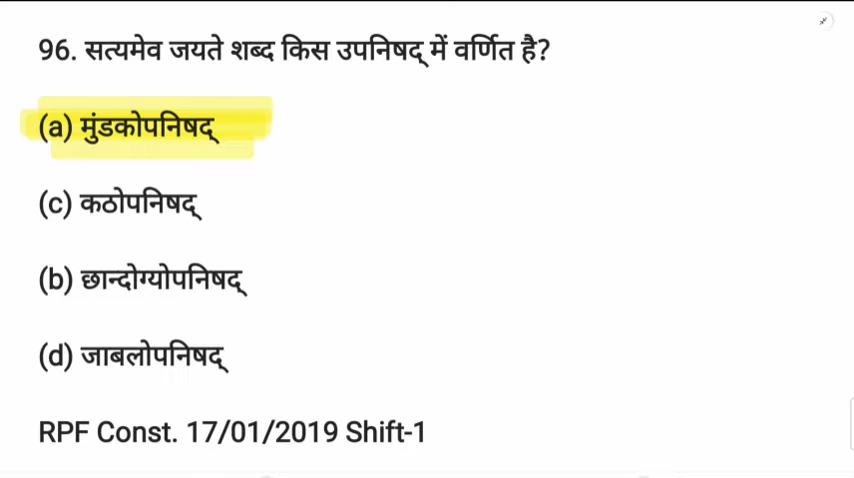 96. सत्यमेव जयते शब्द किस उपनिषद् में वर्णित है?
(a) मुंडकोपनिषद्
(c) कठोपनिषद्
(b) छान्दोग्योपनिषद्
(d) जाबलोपनिषद्
RPF Const. 17/01/2019 Shift-1